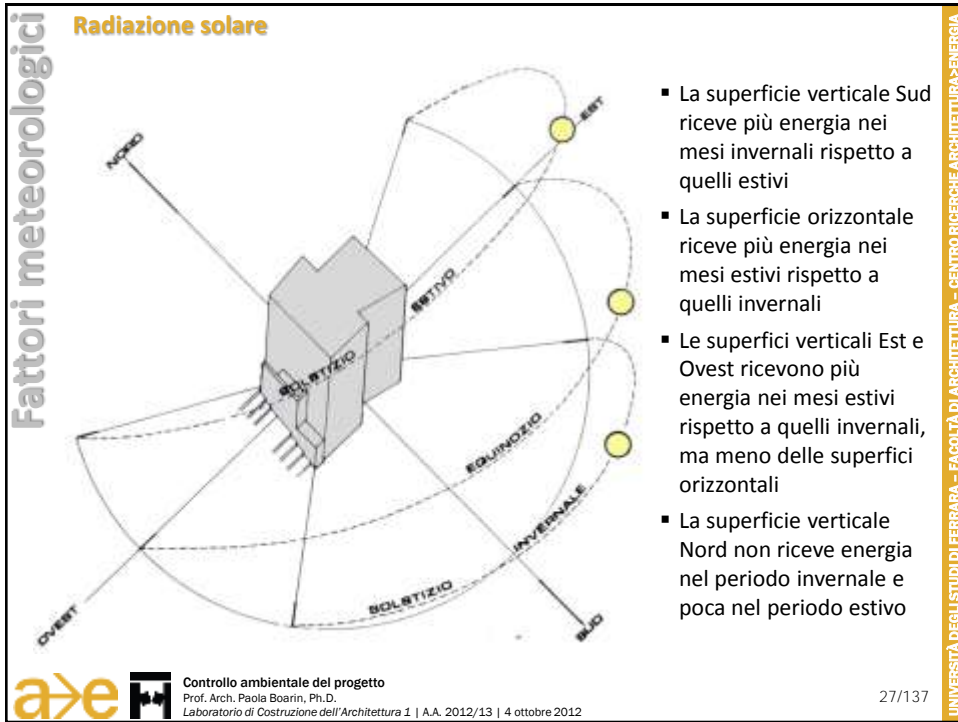 Fattori meteorologici
Radiazione solare
NORD
EST
SOLSTIZIO ESTIVO
EQUINOZIO
SOLSTIZIO INVERNALE
OVEST
SUD
▪ La superficie verticale Sud
riceve più energia nei
mesi invernali rispetto a
quelli estivi
▪ La superficie orizzontale
riceve più energia nei
mesi estivi rispetto a
quelli invernali
▪ Le superfici verticali Est e
Ovest ricevono più
energia nei mesi estivi
rispetto a quelli invernali,
ma meno delle superfici
orizzontali
▪ La superficie verticale
Nord non riceve energia
nel periodo invernale e
poca nel periodo estivo
UNIVERSITÀ DEGLI STUDI DI FERRARA – FACOLTÀ DI ARCHITETTURA – CENTRO RICERCHE ARCHITETTURA>ENERGIA
a>e
Controllo ambientale del progetto
Prof. Arch. Paola Boarin, Ph.D.
Laboratorio di Costruzione dell'Architettura 1 | A.A. 2012/13 | 4 ottobre 2012
27/137